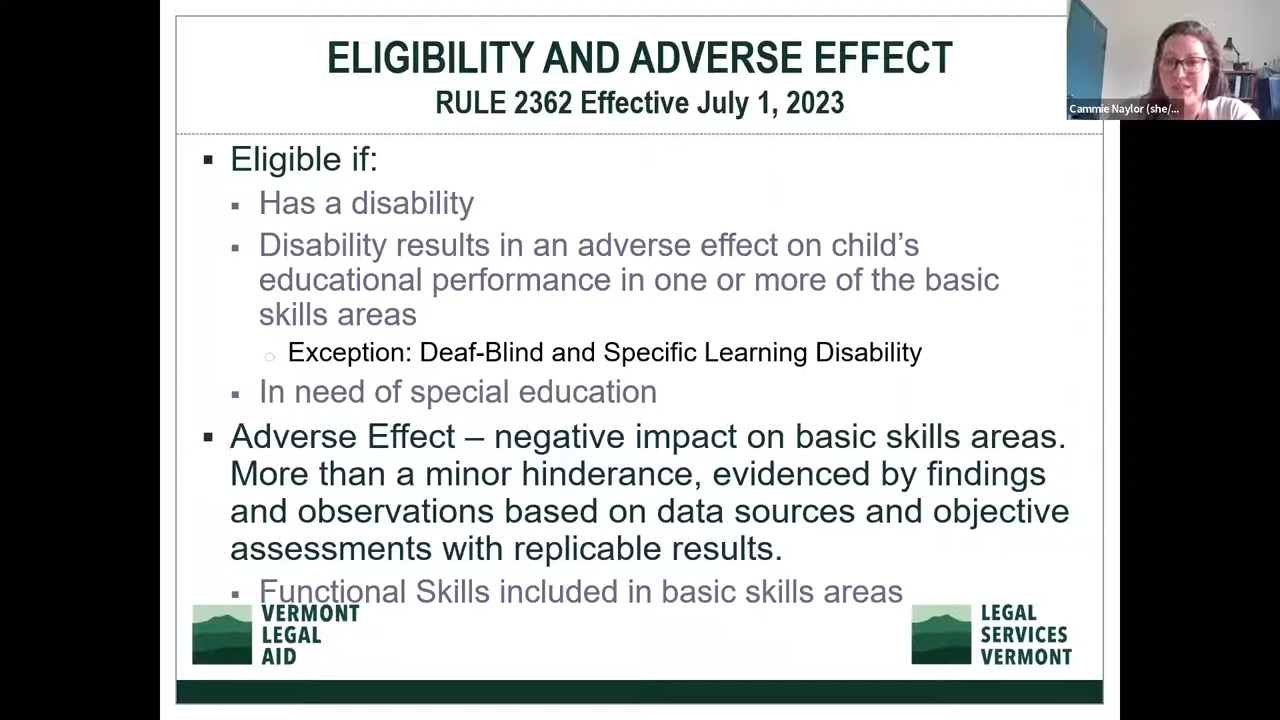 ELIGIBILITY AND ADVERSE EFFECT
RULE 2362 Effective July 1, 2023
Cammie Naylor (she/...
▪ Eligible if:
▪ Has a disability
▪ Disability results in an adverse effect on child’s
educational performance in one or more of the basic
skills areas
○ Exception: Deaf-Blind and Specific Learning Disability
▪ In need of special education
▪ Adverse Effect – negative impact on basic skills areas.
More than a minor hinderance, evidenced by findings
and observations based on data sources and objective
assessments with replicable results.
▪ Functional Skills included in basic skills areas
VERMONT
LEGAL
AID
LEGAL
SERVICES
VERMONT